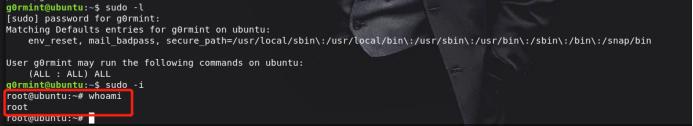 g0rmint@ubuntu:~$ sudo -l
[sudo] password for g0rmint:
Matching Defaults entries for g0rmint on ubuntu:
    env_reset, mail_badpass, secure_path=/usr/local/sbin\:/usr/local/bin\:/usr/sbin\:/usr/bin\:/sbin\:/bin\:/snap/bin
User g0rmint may run the following commands on ubuntu:
    (ALL : ALL) ALL
g0rmint@ubuntu:~$ sudo -i
root@ubuntu:~# whoami
root
root@ubuntu:~#